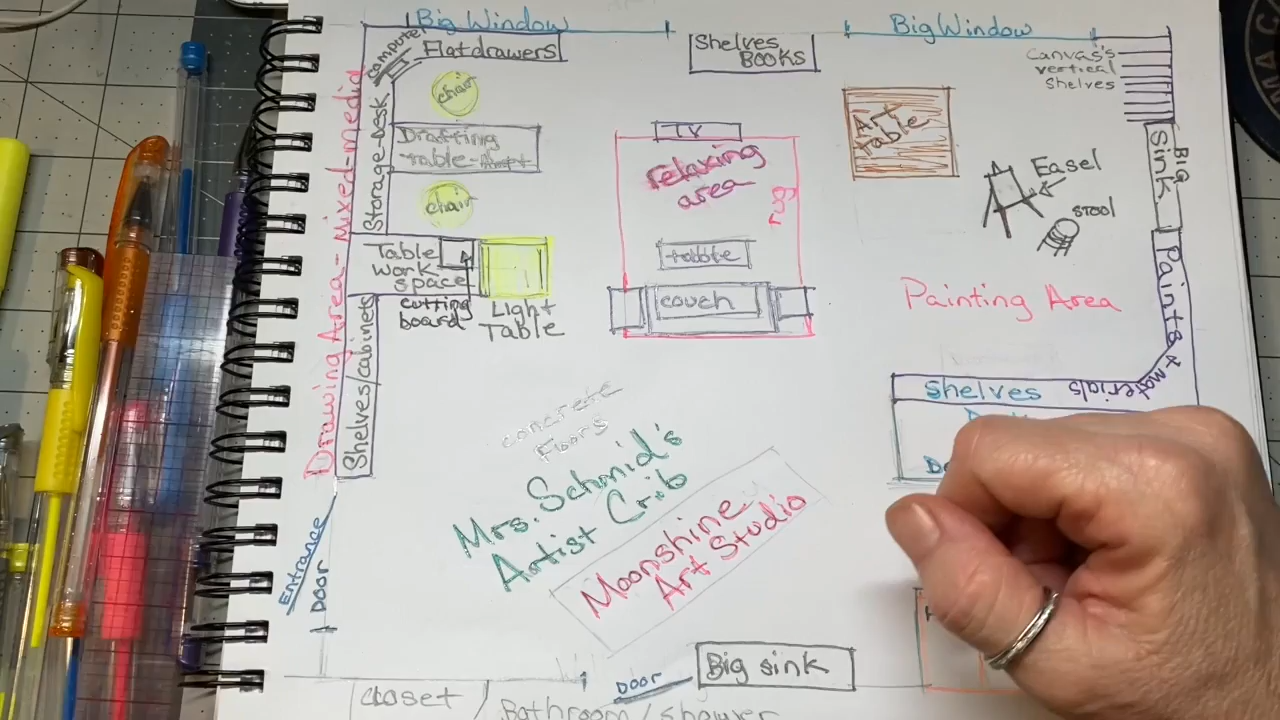 Big Window
Big Window
computer
Flatdrawers
Shelves
BOOKS
Canvas's
vertical
shelves
chair
TV
Art
table
Drafting
table-
relaxing
area
rug
Big
Sink
Easel
STOOL
Storage-Desk
chair
Drawing Area-Mixed-media
Table
work
space
cutting
board
Light
Table
table
couch
Painting Area
Paints & materials
Shelves
Shelves/cabinets
concrete
Floors
Mrs. Schmid's
Artist Crib
Moonshine
Art Studio
Entrance
Door
Big sink
Door
closet
Bathroom/shower